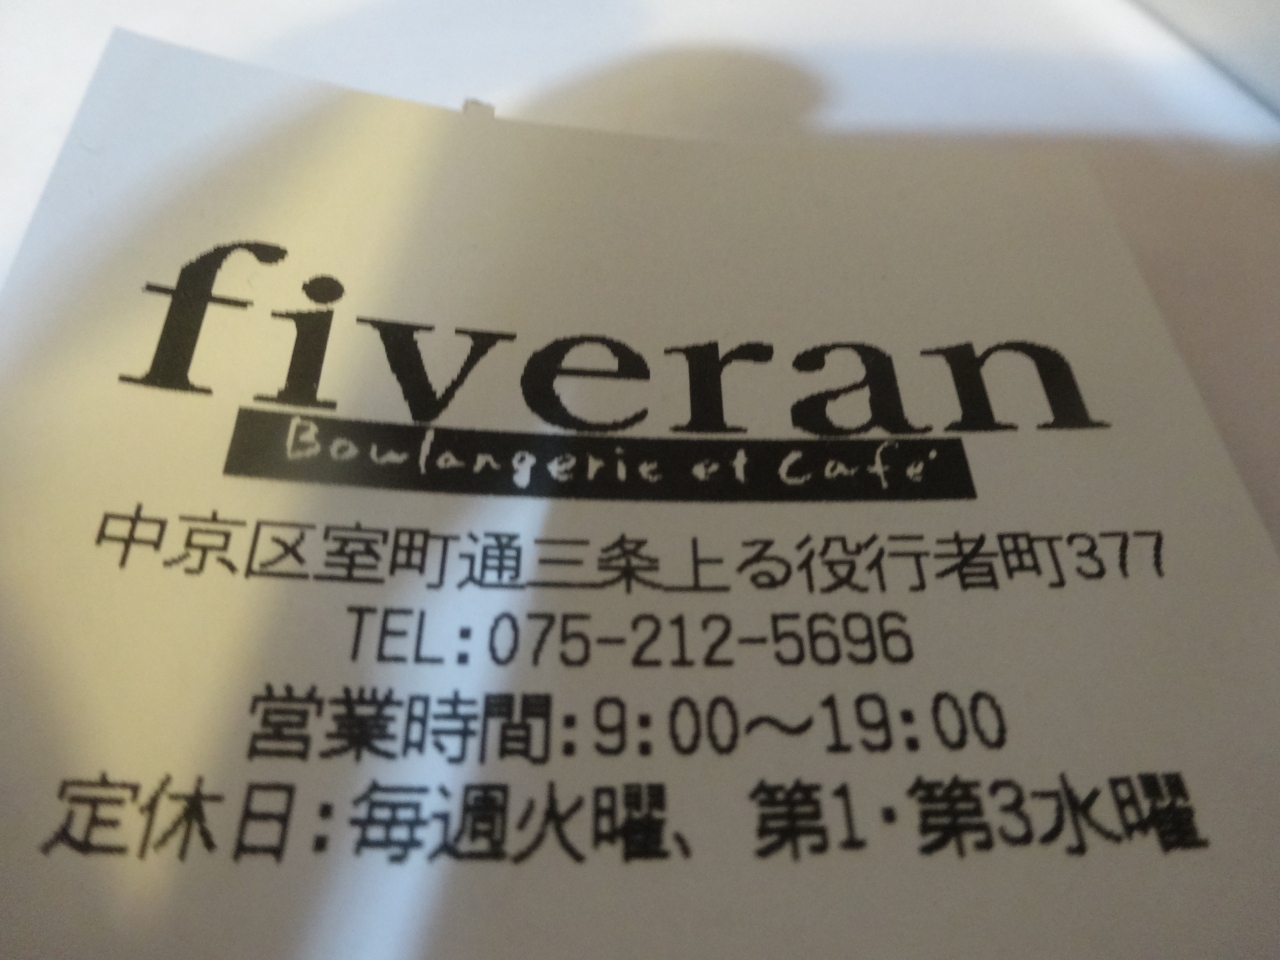 fiveran
Boulangerie et Café
中京区室町通三条上る役行者町377
TEL:075-212-5696
営業時間:9:00～19:00
定休日:毎週火曜、第1・第3水曜